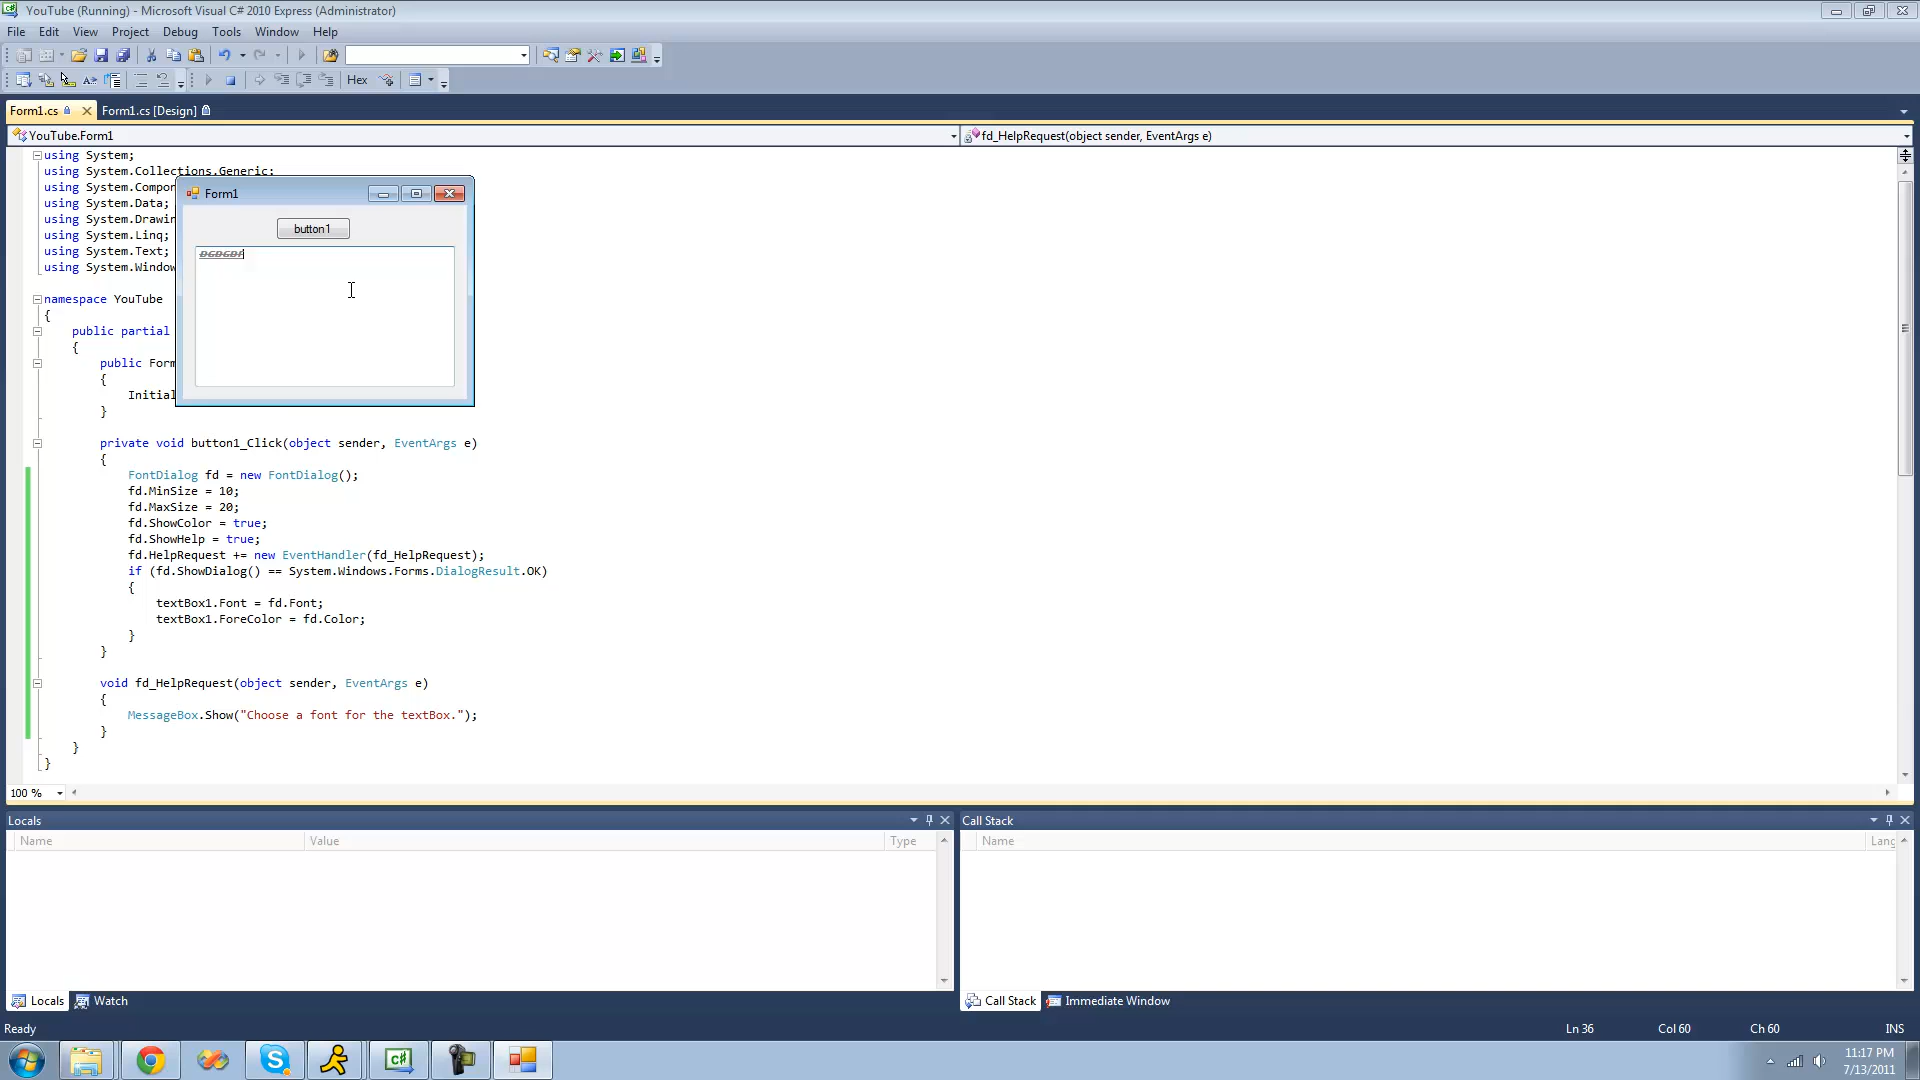 YouTube (Running) - Microsoft Visual C# 2010 Express (Administrator)
File Edit View Project Debug Tools Window Help
Hex
Form1.cs Form1.cs [Design]
YouTube.Form1 fd_HelpRequest(object sender, EventArgs e)
using System;
using System.Collections.Generic;
using System.Compon
using System.Data;
using System.Drawin
using System.Linq;
using System.Text;
using System.Window
Form1
button1
DGDGDF
namespace YouTube
{
public partial
{
public Form
{
Initial
}
private void button1_Click(object sender, EventArgs e)
{
FontDialog fd = new FontDialog();
fd.MinSize = 10;
fd.MaxSize = 20;
fd.ShowColor = true;
fd.ShowHelp = true;
fd.HelpRequest += new EventHandler(fd_HelpRequest);
if (fd.ShowDialog() == System.Windows.Forms.DialogResult.OK)
{
textBox1.Font = fd.Font;
textBox1.ForeColor = fd.Color;
}
}
void fd_HelpRequest(object sender, EventArgs e)
{
MessageBox.Show("Choose a font for the textBox.");
}
}
}
100 %
Locals
Name Value Type
Call Stack
Name Lang
Locals Watch
Call Stack Immediate Window
Ready Ln 36 Col 60 Ch 60 INS
11:17 PM
7/13/2011